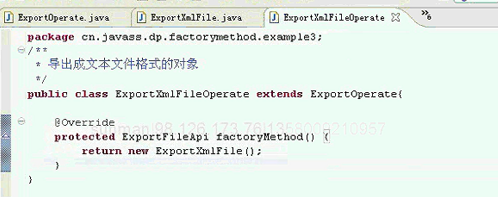 ExportOperate.java ExportXmlFile.java ExportXmlFileOperate »6
package cn.javass.dp.factorymethod.example3;
/**
 * 导出成文本文件格式的对象
 */
public class ExportXmlFileOperate extends ExportOperate{
@Override
protected ExportFileApi factoryMethod() {
return new ExportXmlFile();
}
}